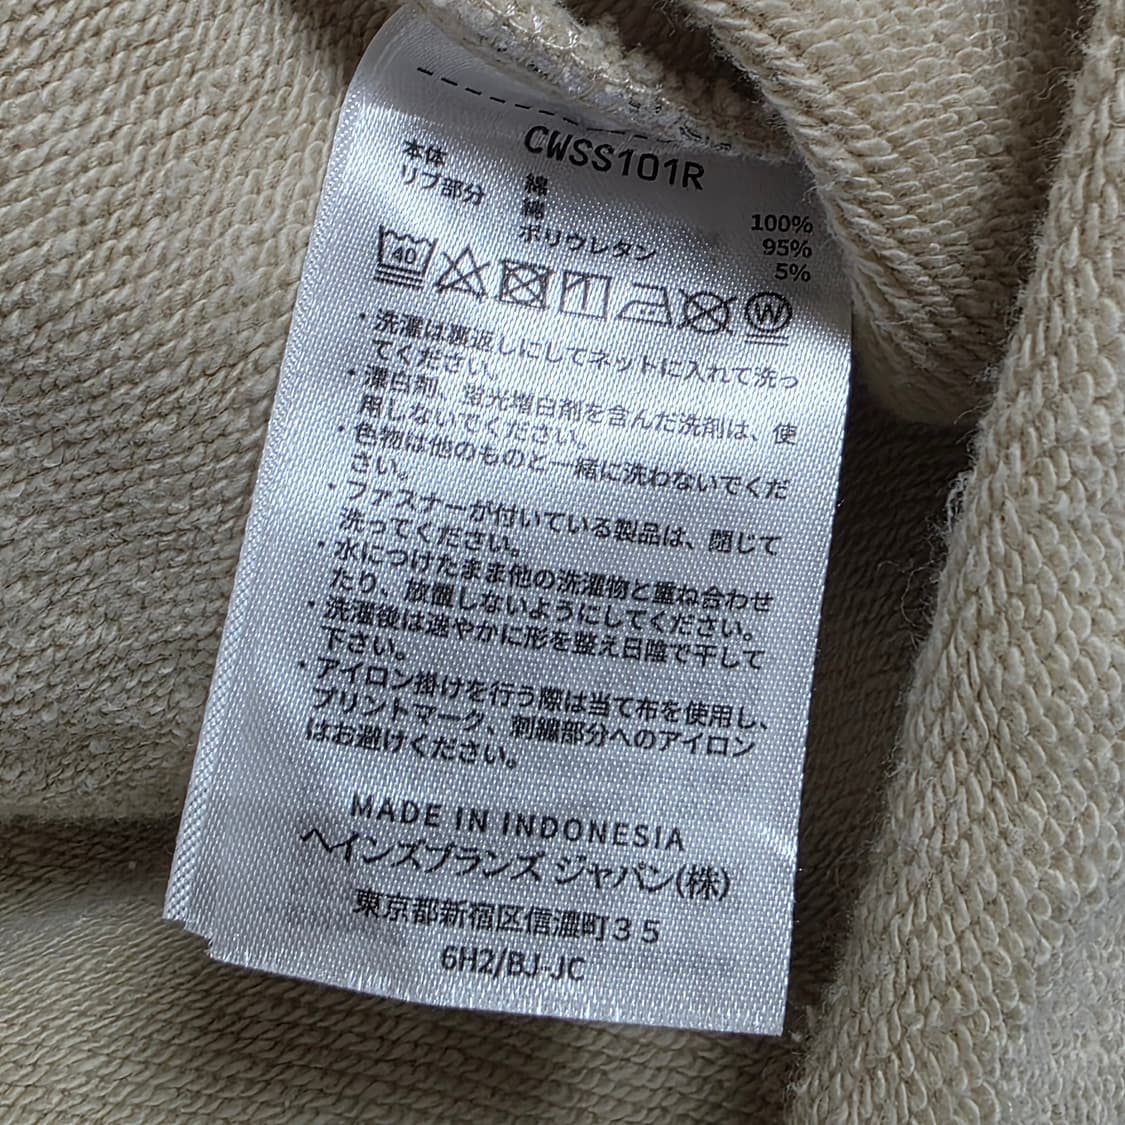 CWSS101R
本体 綿 100%
リブ部分 綿 95%
ポリウレタン 5%
40 W
・洗濯は裏返しにしてネットに入れて洗っ
てください。
・漂白剤、蛍光増白剤を含んだ洗剤は、使
用しないでください。
・色物は他のものと一緒に洗わないでくだ
さい。
・ファスナーが付いている製品は、閉じて
洗ってください。
・水につけたまま他の洗濯物と重ね合わせ
たり、放置しないようにしてください。
・洗濯後は速やかに形を整え日陰で干して
下さい。
・アイロン掛けを行う際は当て布を使用し、
プリントマーク、刺繍部分へのアイロン
はお避けください。
MADE IN INDONESIA
ヘインズブランズ ジャパン(株)
東京都新宿区信濃町35
6H2/BJ-JC